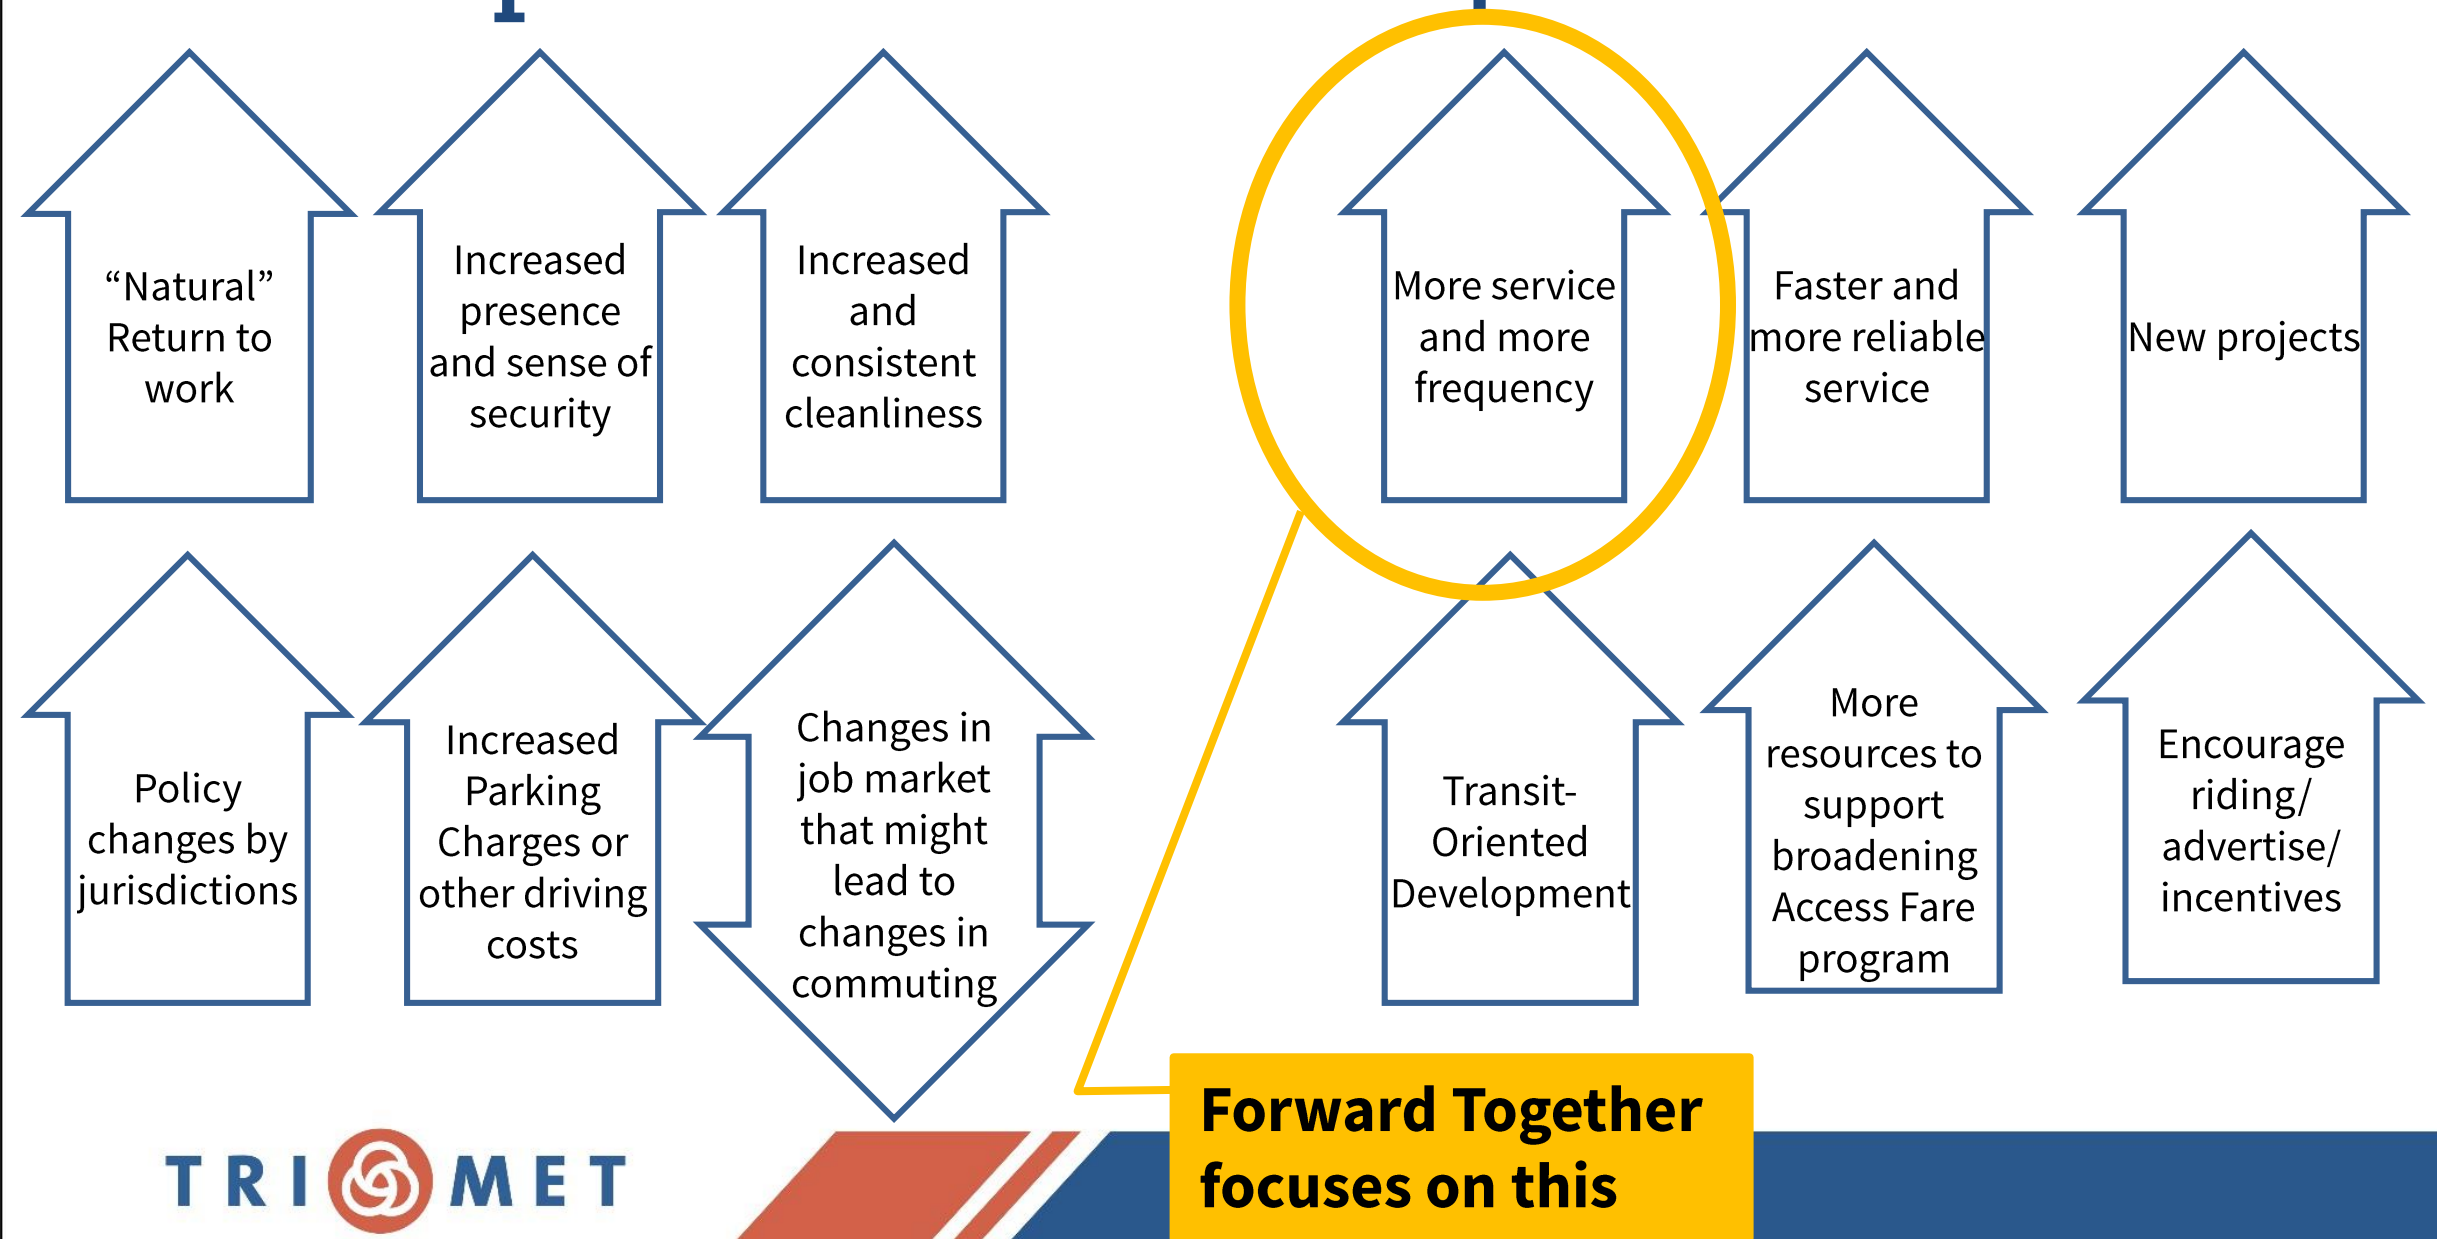 “Natural”
Return to
work
Increased
presence
and sense of
security
Increased
and
consistent
cleanliness
More service
and more
frequency
Faster and
more reliable
service
New projects
Policy
changes by
jurisdictions
Increased
Parking
Charges or
other driving
costs
Changes in
job market
that might
lead to
changes in
commuting
Transit-
Oriented
Development
More
resources to
support
broadening
Access Fare
program
Encourage
riding/
advertise/
incentives
Forward Together
focuses on this
TRI MET